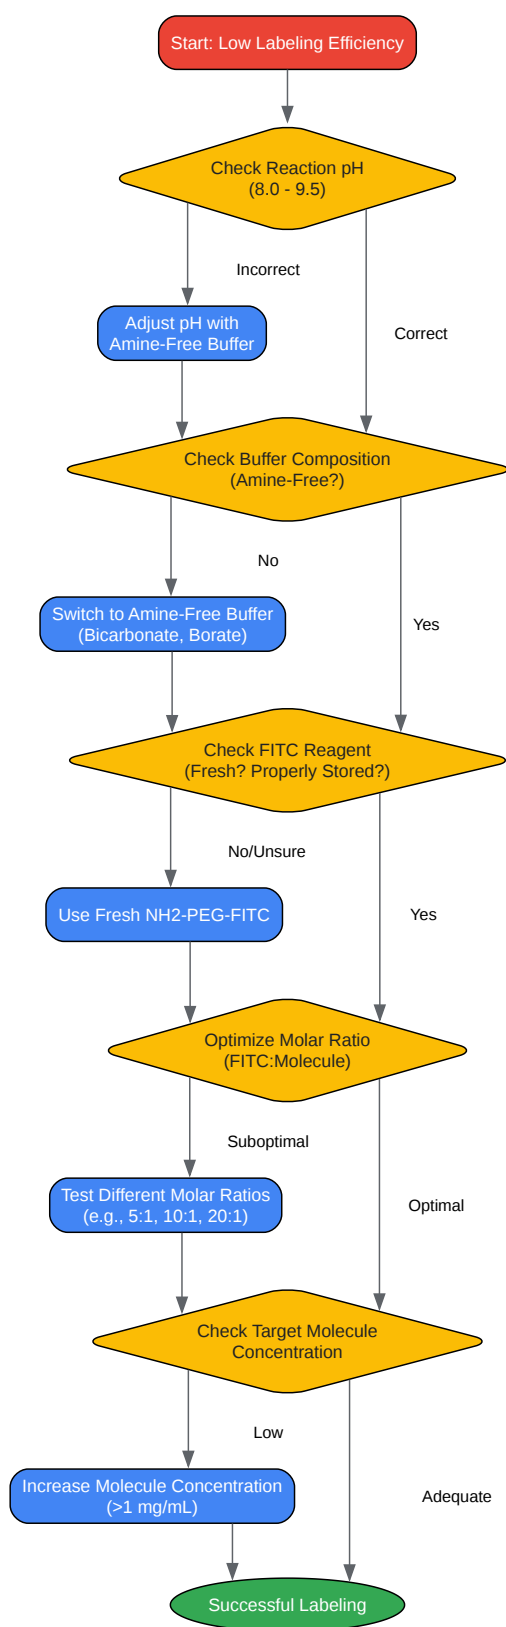 Start: Low Labeling Efficiency
Check Reaction pH
(8.0 - 9.5)
Incorrect
Adjust pH with
Amine-Free Buffer
Correct
Check Buffer Composition
(Amine-Free?)
No
Switch to Amine-Free Buffer
(Bicarbonate, Borate)
Yes
Check FITC Reagent
(Fresh? Properly Stored?)
No/Unsure
Use Fresh NH2-PEG-FITC
Yes
Optimize Molar Ratio
(FITC:Molecule)
Suboptimal
Test Different Molar Ratios
(e.g., 5:1, 10:1, 20:1)
Optimal
Check Target Molecule
Concentration
Low
Increase Molecule Concentration
(>1 mg/mL)
Adequate
Successful Labeling